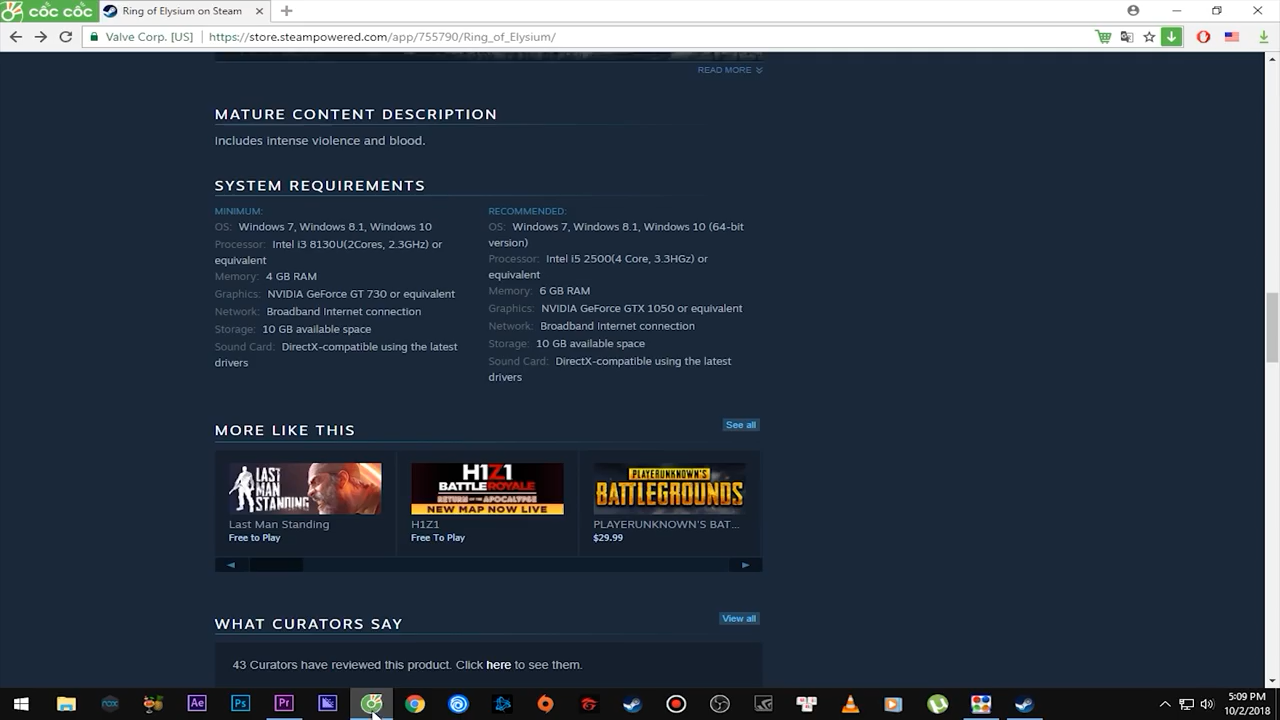 CỐC CỐC
Ring of Elysium on Steam
Valve Corp. [US]
https://store.steampowered.com/app/755790/Ring_of_Elysium/
READ MORE
MATURE CONTENT DESCRIPTION
Includes intense violence and blood.
SYSTEM REQUIREMENTS
MINIMUM:
OS: Windows 7, Windows 8.1, Windows 10
Processor: Intel i3 8130U(2Cores, 2.3GHz) or
equivalent
Memory: 4 GB RAM
Graphics: NVIDIA GeForce GT 730 or equivalent
Network: Broadband Internet connection
Storage: 10 GB available space
Sound Card: DirectX-compatible using the latest
drivers
RECOMMENDED:
OS: Windows 7, Windows 8.1, Windows 10 (64-bit
version)
Processor: Intel i5 2500(4 Core, 3.3HGz) or
equivalent
Memory: 6 GB RAM
Graphics: NVIDIA GeForce GTX 1050 or equivalent
Network: Broadband Internet connection
Storage: 10 GB available space
Sound Card: DirectX-compatible using the latest
drivers
MORE LIKE THIS
See all
LAST
MAN
STANDING
Last Man Standing
Free to Play
H1Z1
BATTLE ROYALE
RETURN OF THE APOCALYPSE
NEW MAP NOW LIVE
H1Z1
Free To Play
PLAYERUNKNOWN'S
BATTLEGROUNDS
PLAYERUNKNOWN'S BAT...
$29.99
WHAT CURATORS SAY
View all
43 Curators have reviewed this product. Click here to see them.
nox
Ae
Ps
Pr
5:09 PM
10/2/2018